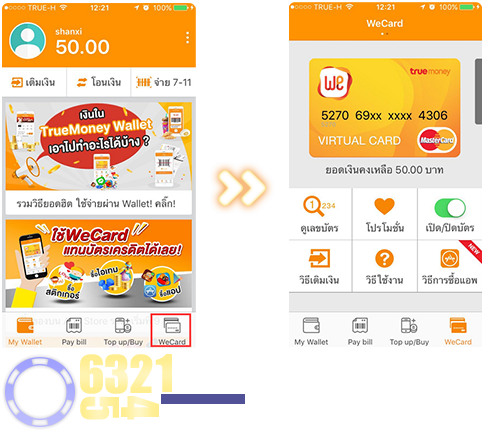 TRUE-H 12:21 100%
shanxi
50.00
เติมเงิน โอนเงิน จ่าย 7-11
เงินใน
TrueMoney Wallet
เอาไปทำอะไรได้บ้าง ?
รวมวิธียอดฮิต ใช้จ่ายผ่าน Wallet! คลิ๊ก!
ใช้WeCard
แทนบัตรเครดิตได้เลย!
ซื้อสติกเกอร์
ซื้อไอเทม
ซื้อแอป
My Wallet Pay bill Top up/Buy WeCard
TRUE-H 12:21 100%
WeCard
We truemoney
5270 69xx xxxx 4306
VIRTUAL CARD MasterCard
ยอดเงินคงเหลือ 50.00 บาท
1234
ดูเลขบัตร โปรโมชั่น เปิด/ปิดบัตร
NEW
วิธีเติมเงิน วิธีใช้งาน วิธีการซื้อแอพ
My Wallet Pay bill Top up/Buy WeCard
6321
54